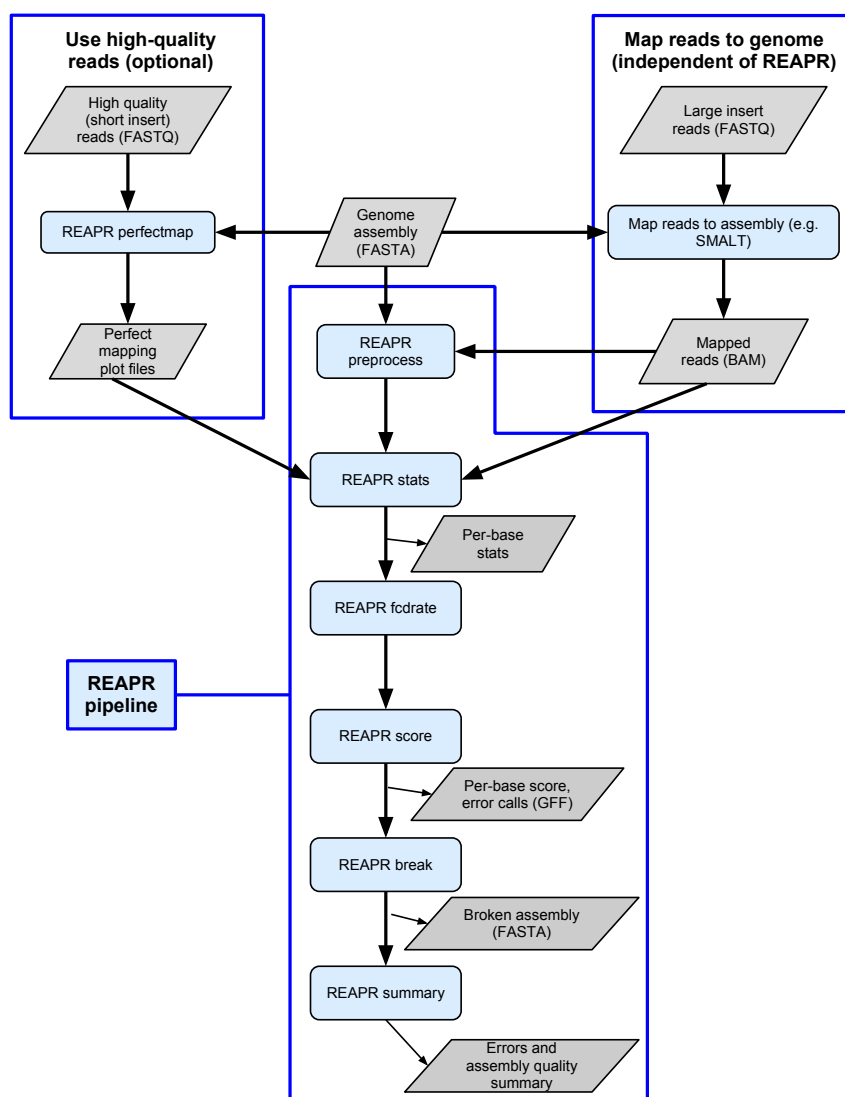 Use high-quality
reads (optional)
Map reads to genome
(independent of REAPR)
High quality
(short insert)
reads (FASTQ)
Large insert
reads (FASTQ)
REAPR perfectmap
Genome
assembly
(FASTA)
Map reads to assembly (e.g.
SMALT)
Perfect
mapping
plot files
REAPR
preprocess
Mapped
reads (BAM)
REAPR stats
Per-base
stats
REAPR fcdrate
REAPR
pipeline
REAPR score
Per-base score,
error calls (GFF)
REAPR break
Broken assembly
(FASTA)
REAPR summary
Errors and
assembly quality
summary